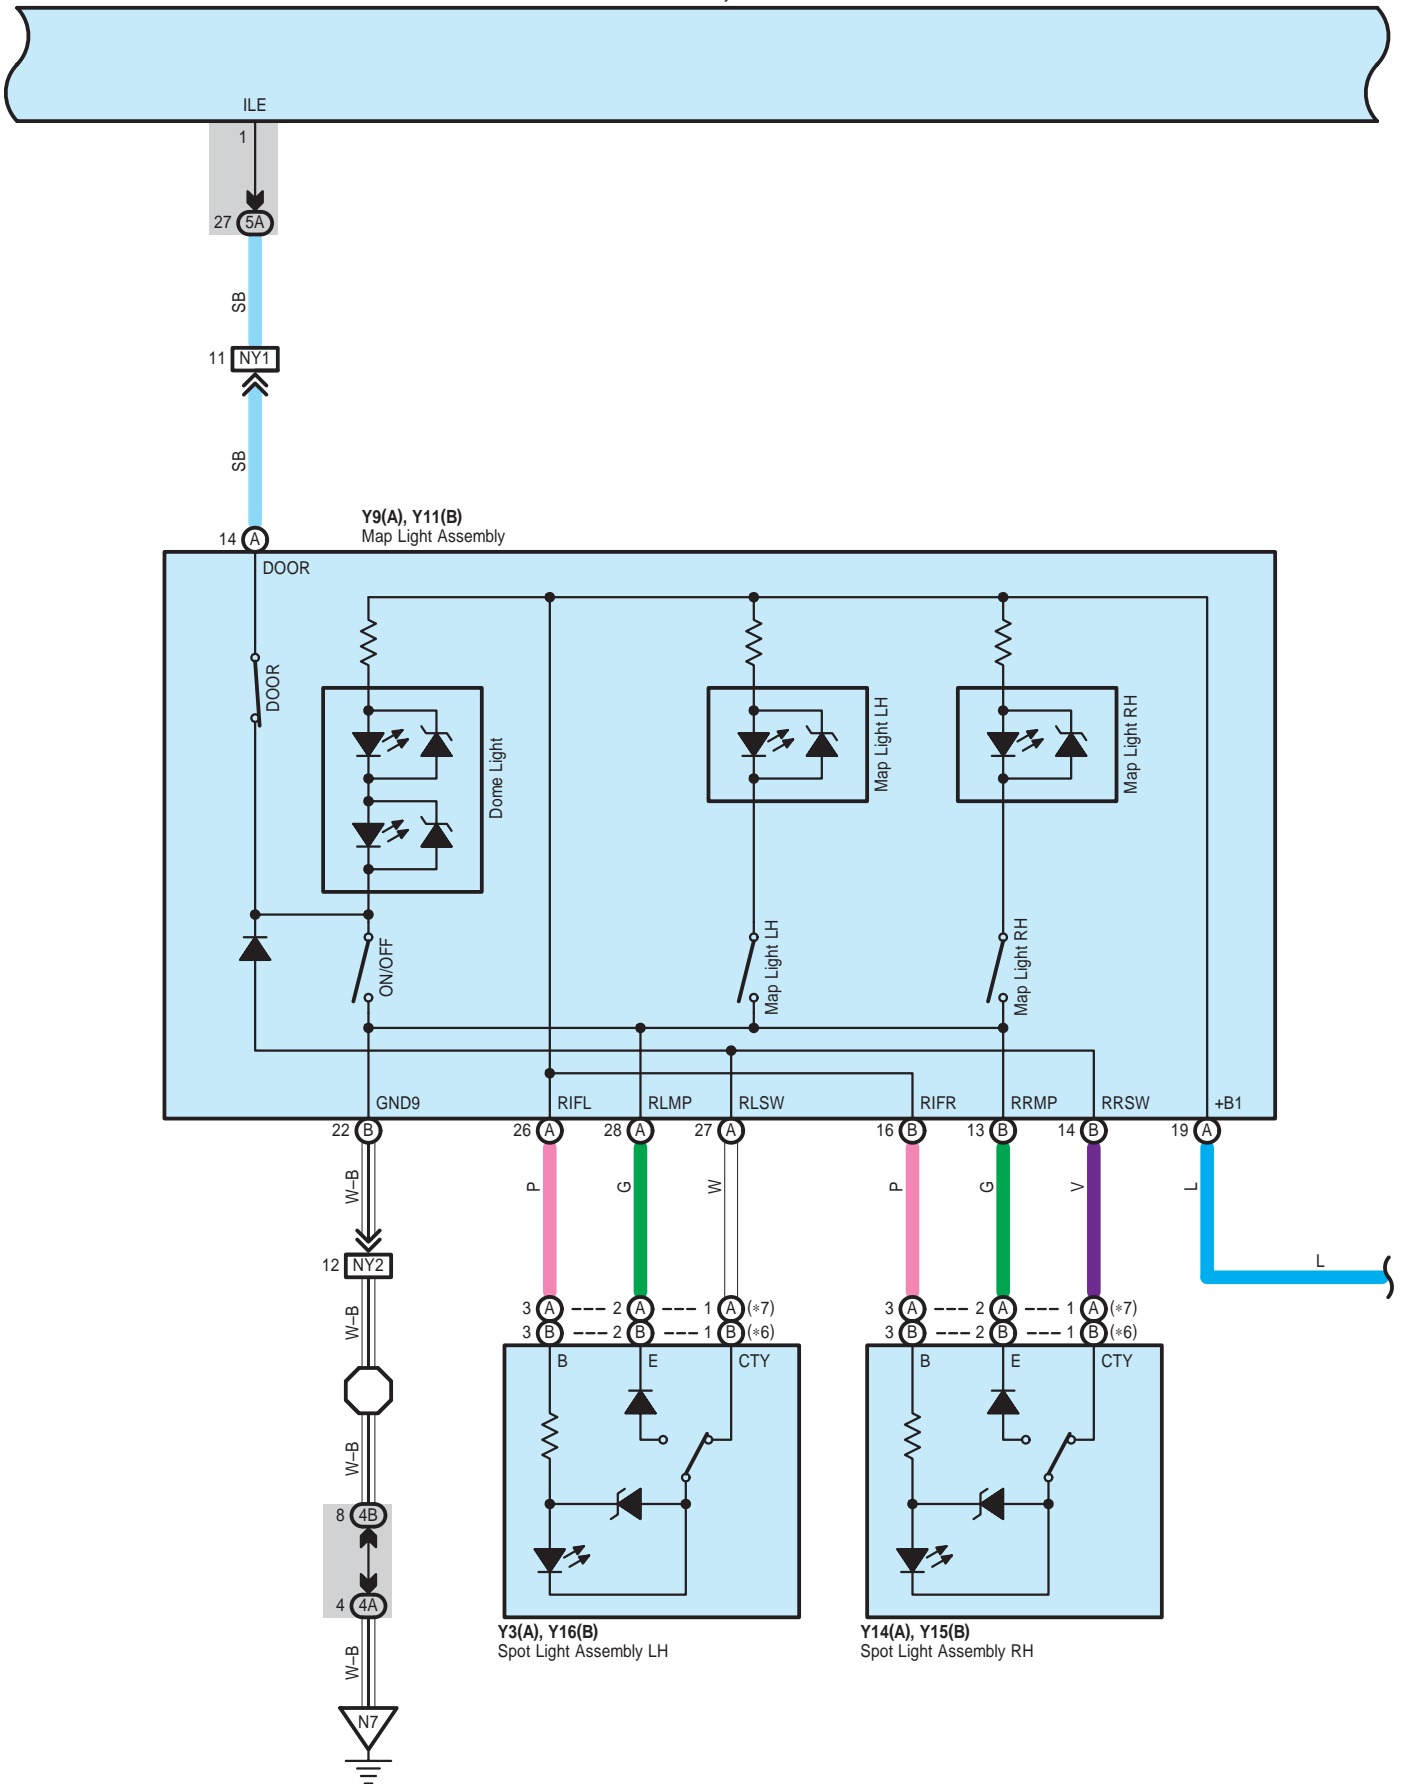 ILE
1
27 5A
SB
11 NY1
SB
Y9(A), Y11(B)
Map Light Assembly
14 A
DOOR
DOOR
Dome Light
Map Light LH
Map Light RH
ON/OFF
Map Light LH
Map Light RH
GND9 RIFL RLMP RLSW RIFR RRMP RRSW +B1
22 B 26 A 28 A 27 A 16 B 13 B 14 B 19 A
W–B P G W P G V L
12 NY2
L
W–B
3 A 2 A 1 A (*7) 3 A 2 A 1 A (*7)
3 B 2 B 1 B (*6) 3 B 2 B 1 B (*6)
B E CTY B E CTY
W–B
8 4B
4 4A
Y3(A), Y16(B)
Spot Light Assembly LH
Y14(A), Y15(B)
Spot Light Assembly RH
W–B
N7